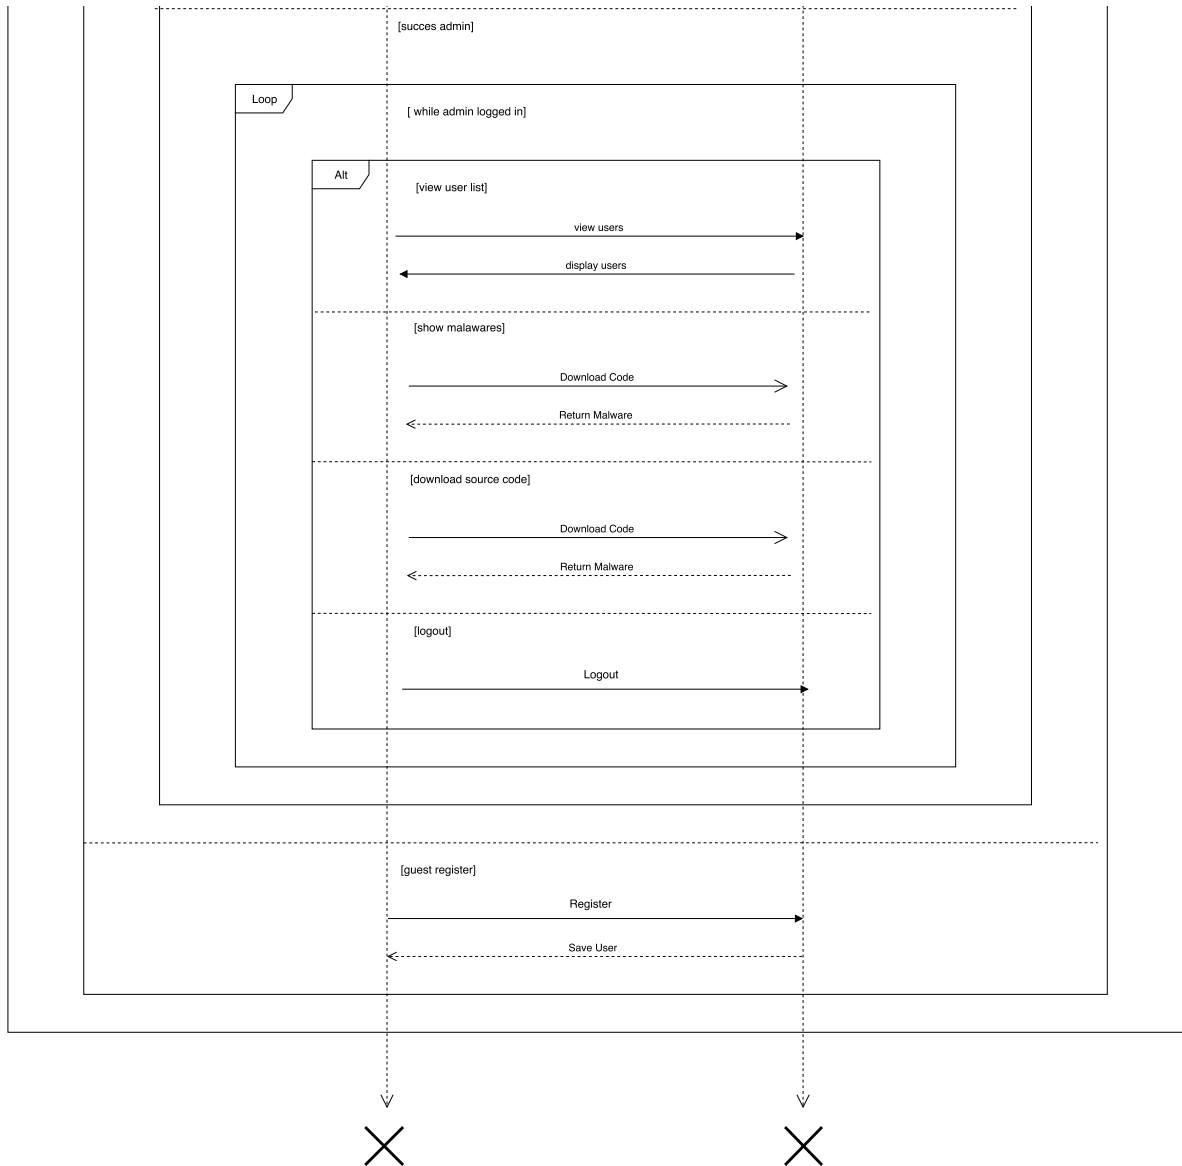 [succes admin]
Loop
[ while admin logged in]
Alt
[view user list]
view users
display users
[show malawares]
Download Code
Return Malware
[download source code]
Download Code
Return Malware
[logout]
Logout
[guest register]
Register
Save User